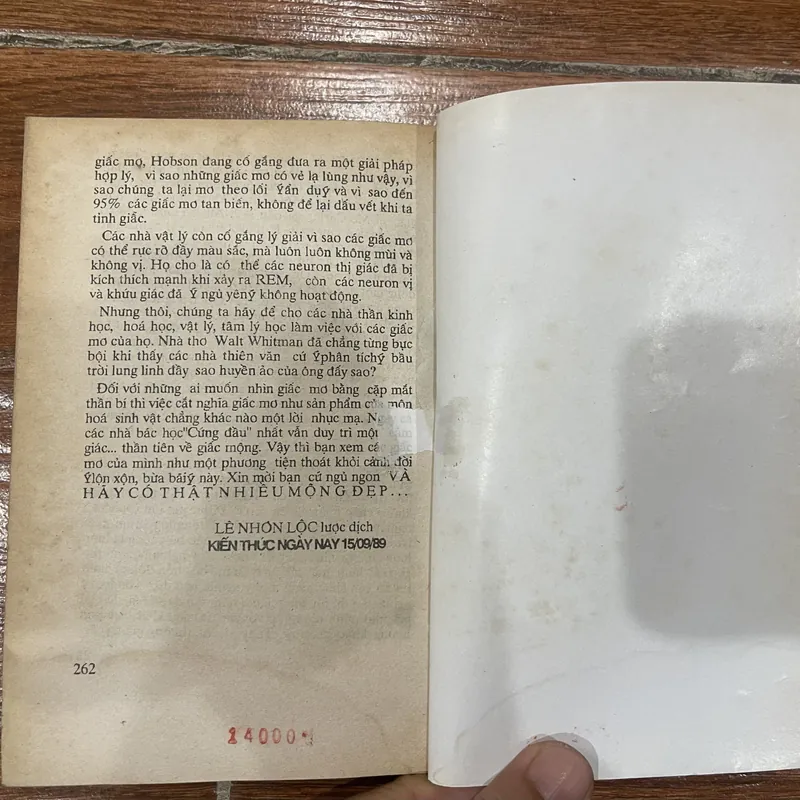 giấc mọ, Hobson đang cố gắng đưa ra một giải pháp
hợp lý, vì sao những giấc mơ có vẻ lạ lùng như vậy, vì
sao chúng ta lại mơ theo lối Ýẩn dụý và vì sao đến
95% các giấc mơ tan biến, không để lại dấu vết khi ta
tỉnh giấc.
Các nhà vật lý còn cố gắng lý giải vì sao các giấc mơ
có thể rực rỡ đầy màu sắc, mà luôn luôn không mùi và
không vị. Họ cho là có thể các neuron thị giác đã bị
kích thích mạnh khi xảy ra REM, còn các neuron vị
và khứu giác đã Ý ngủ yêný không hoạt động.
Nhưng thôi, chúng ta hãy để cho các nhà thần kinh
học, hoá học, vật lý, tâm lý học làm việc với các giấc
mơ của họ. Nhà thơ Walt Whitman đã chẳng từng bực
bội khi thấy các nhà thiên văn cứ Ýphân tíchý bầu
trời lung linh đầy sao huyền ảo của ông đấy sao?
Đối với những ai muốn nhìn giấc mơ bằng cặp mắt
thần bí thì việc cắt nghĩa giấc mơ như sản phẩm của môn
hoá sinh vật chẳng khác nào một lời nhục mạ.
các nhà bác học"Cứng đầu" nhất vẫn duy trì một
giác... thần tiên về giấc mộng. Vậy thì bạn xem các giấc
mơ của mình như một phương tiện thoát khỏi cảnh đời
Ýlộn xộn, bừa bãiý này. Xin mời bạn cứ ngủ ngon VÀ
HÃY CÓ THẬT NHIỀU MỘNG ĐẸP...
LÊ NHƠN LỘC lược dịch
KIẾN THỨC NGÀY NAY 15/09/89
262
14000